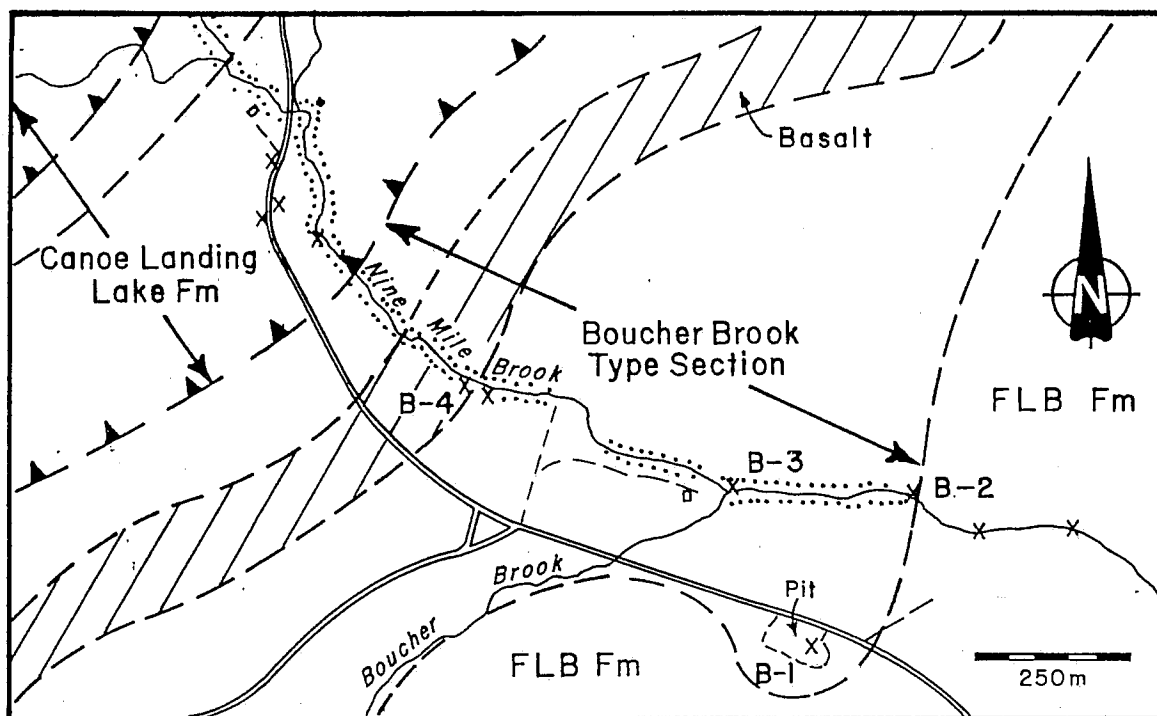 Basalt
Canoe Landing
Lake Fm
Nine
Mile
Brook
Boucher Brook
Type Section
N
FLB Fm
B-4
B-3
B.-2
Brook
Boucher
Pit
FLB Fm
B-1
250m